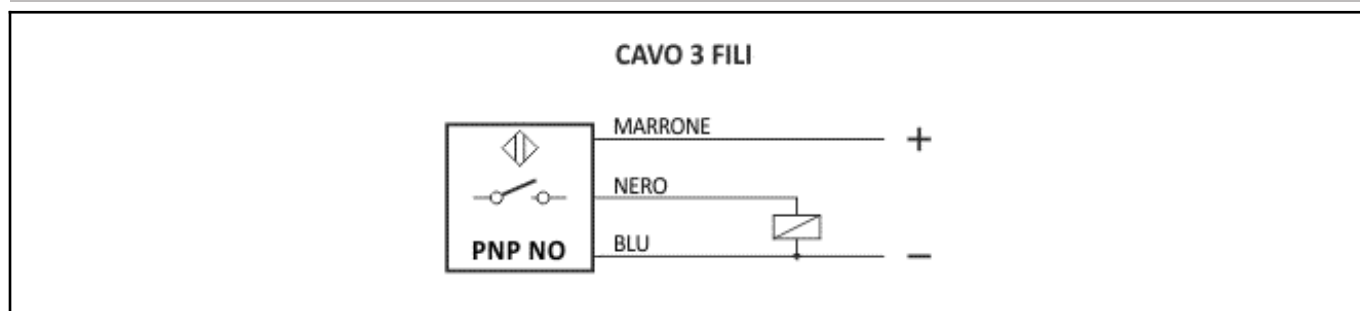 CAVO 3 FILI
MARRONE +
NERO
BLU −
PNP NO